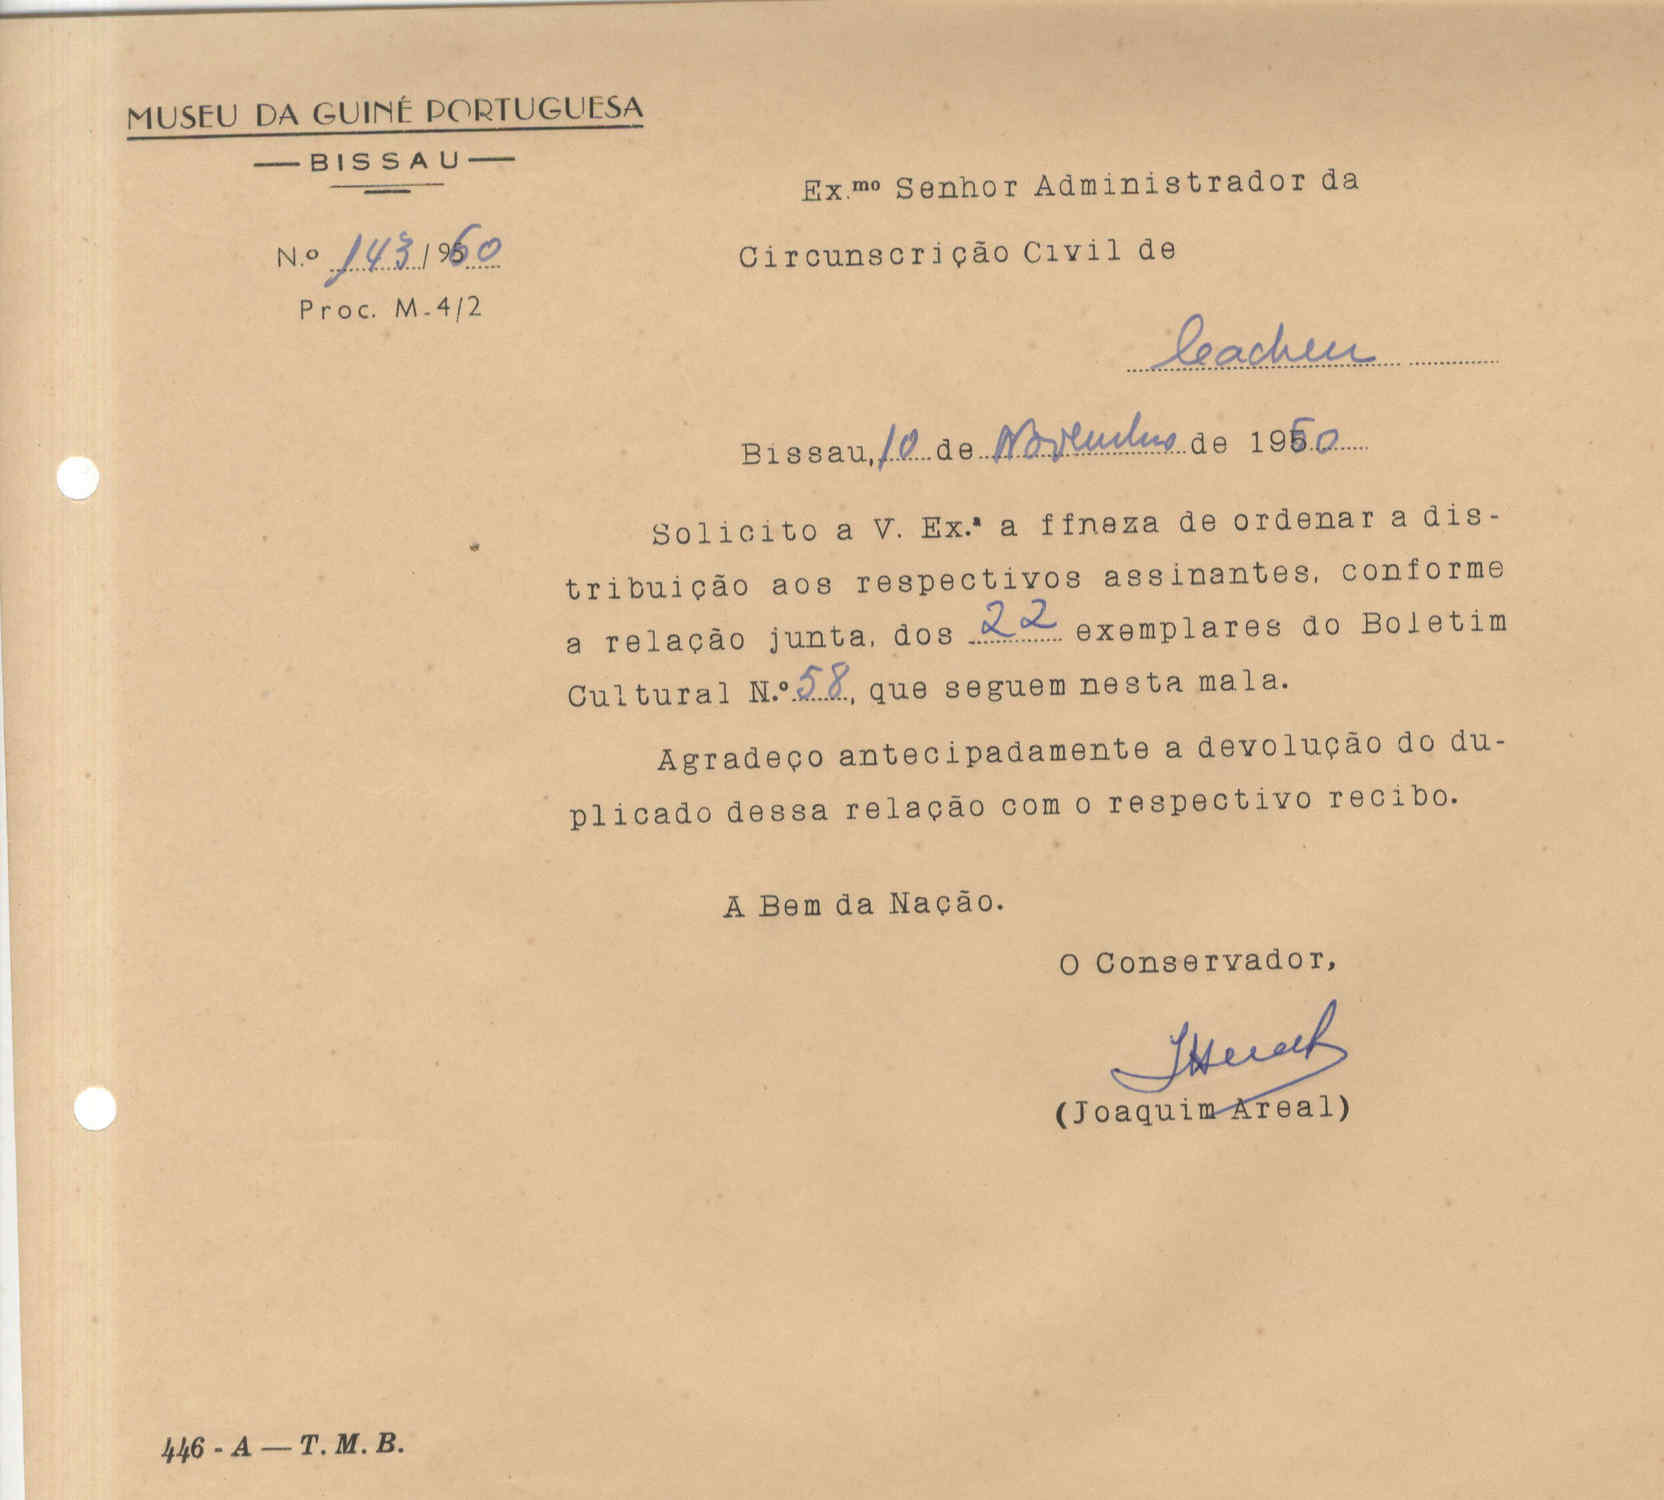 MUSEU DA GUINÉ PORTUGUESA
— BISSAU —
N.º 143 / 960
Proc. M-4/2
Ex.mo Senhor Administrador da
Circunscrição Civil de
Cacheu
Bissau, 10 de Novembro de 1960
Solicito a V. Ex.ª a ffneza de ordenar a dis-
tribuição aos respectivos assinantes, conforme
a relação junta, dos 22 exemplares do Boletim
Cultural N.º 58, que seguem nesta mala.
Agradeço antecipadamente a devolução do du-
plicado dessa relação com o respectivo recibo.
A Bem da Nação.
O Conservador,
(Joaquim Areal)
446 - A — T. M. B.